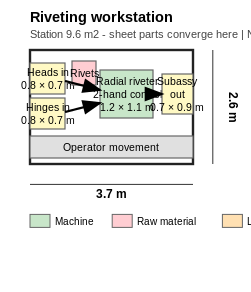 Riveting workstation
Station 9.6 m2 - sheet parts converge here | N
Heads in
0.8 × 0.7 m
Rivets
Radial riveter
2-hand
1.2 × 1.1 m
Subassy
out
0.7 × 0.9 m
Hinges in
0.8 × 0.7 m
Operator movement
2.6 m
3.7 m
Machine
Raw material
L